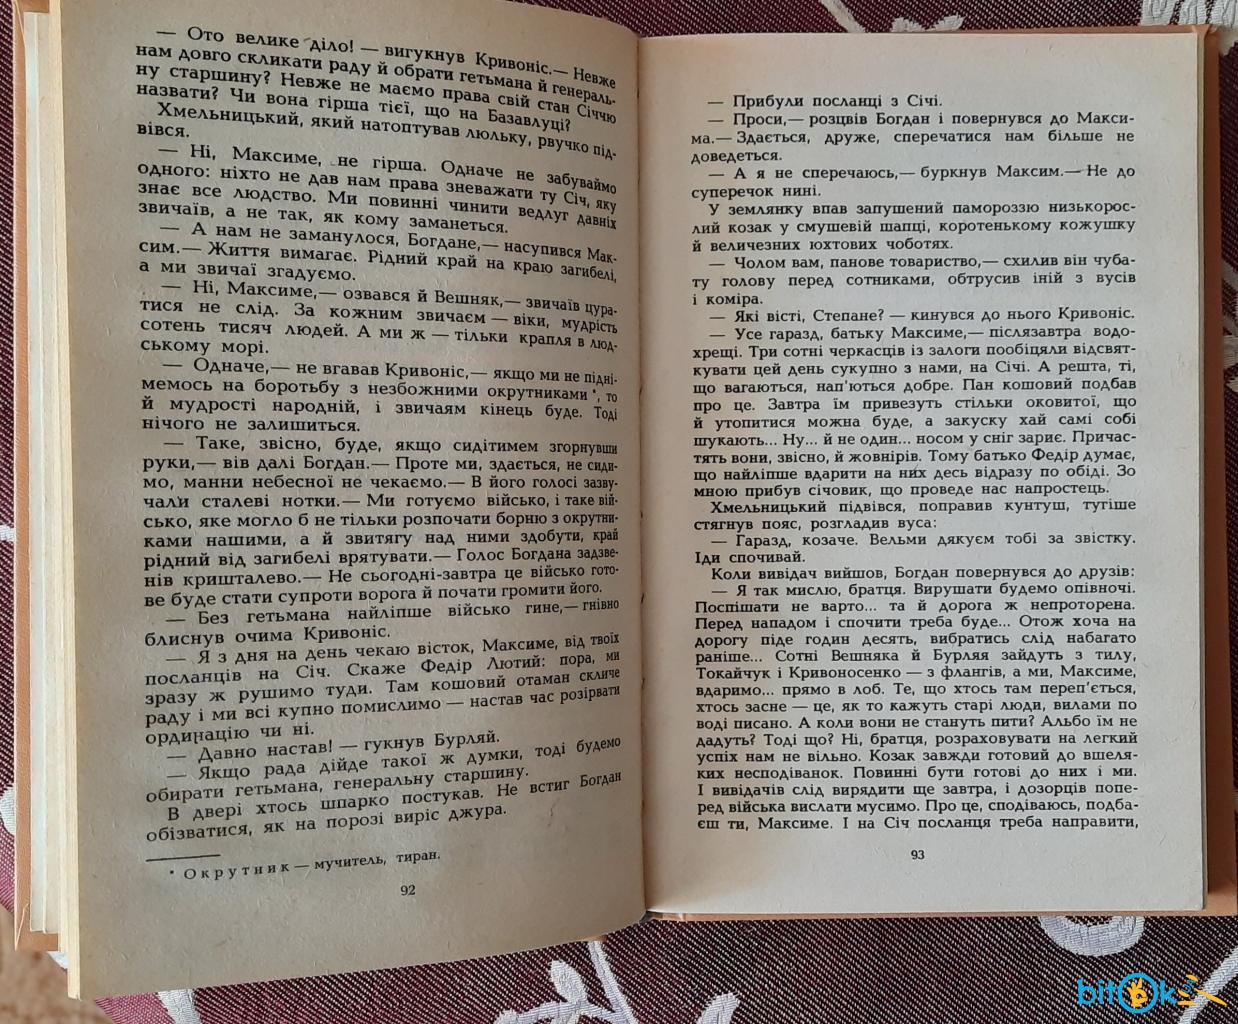 — Ото велике діло! — вигукнув Кривоніс.— Невже
нам довго скликати раду й обрати гетьмана й генераль-
ну старшину? Невже не маємо права свій стан Січчю
назвати? Чи вона гірша тієї, що на Базавлуці?
Хмельницький, який натоптував люльку, рвучко під-
вівся.
— Ні, Максиме, не гірша. Одначе не забуваймо
одного: ніхто не дав нам права зневажати ту Січ, яку
знає все людство. Ми повинні чинити ведлуг давніх
звичаїв, а не так, як кому заманеться.
— А нам не заманулося, Богдане,— насупився Мак-
сим.— Життя вимагає. Рідний край на краю загибелі,
а ми звичаї згадуємо.
— Ні, Максиме,— озвався й Вешняк,— звичаїв цура-
тися не слід. За кожним звичаєм — віки, мудрість
сотень тисяч людей. А ми ж — тільки крапля в люд-
ському морі.
— Одначе,— не вгавав Кривоніс,— якщо ми не підні-
мемось на боротьбу з незбожними окрутниками*, то
й мудрості народній, і звичаям кінець буде. Тоді
нічого не залишиться.
— Таке, звісно, буде, якщо сидітимем згорнувши
руки,— вів далі Богдан.— Проте ми, здається, не сиди-
мо, манни небесної не чекаємо.— В його голосі зазву-
чали сталеві нотки.— Ми готуємо військо, і таке вій-
сько, яке могло б не тільки розпочати борню з окрутни-
ками нашими, а й звитягу над ними здобути, край
рідний від загибелі врятувати.— Голос Богдана задзве-
нів кришталево.— Не сьогодні-завтра це військо гото-
ве буде стати супроти ворога й почати громити його.
— Без гетьмана найліпше військо гине,— гнівно
блиснув очима Кривоніс.
— Я з дня на день чекаю вісток, Максиме, від твоїх
посланців на Січ. Скаже Федір Лютий: пора, ми
зразу ж рушимо туди. Там кошовий отаман скличе
раду і ми всі купно помислимо — настав час розірвати
ординацію чи ні.
— Давно настав! — гукнув Бурляй.
— Якщо рада дійде такої ж думки, тоді будемо
обирати гетьмана, генеральну старшину.
В двері хтось шпарко постукав. Не встиг Богдан
обізватися, як на порозі виріс джура.
* Окрутник — мучитель, тиран.
92
— Прибули посланці з Січі.
— Проси,— розцвів Богдан і повернувся до Макси-
ма.— Здається, друже, сперечатися нам більше не
доведеться.
— А я не сперечаюсь,— буркнув Максим.— Не до
суперечок нині.
У землянку впав запушений памороззю низькорос-
лий козак у смушевій шапці, коротенькому кожушку
й величезних юхтових чоботях.
— Чолом вам, панове товариство,— схилив він чуба-
ту голову перед сотниками, обтрусив іній з вусів
і коміра.
— Які вісті, Степане? — кинувся до нього Кривоніс.
— Усе гаразд, батьку Максиме,— післязавтра водо-
хрещі. Три сотні черкасців із залоги пообіцяли відсвят-
кувати цей день сукупно з нами, на Січі. А решта, ті,
що вагаються, нап'ються добре. Пан кошовий подбав
про це. Завтра їм привезуть стільки оковитої, що
й утопитися можна буде, а закуску хай самі собі
шукають... Ну... й не один... носом у сніг зариє. Причас-
тять вони, звісно, й жовнірів. Тому батько Федір думає,
що найліпше вдарити на них десь відразу по обіді. Зо
мною прибув січовик, що проведе нас напростець.
Хмельницький підвівся, поправив кунтуш, тугіше
стягнув пояс, розгладив вуса:
— Гаразд, козаче. Вельми дякуєм тобі за звістку.
Іди спочивай.
Коли вивідач вийшов, Богдан повернувся до друзів:
— Я так мислю, братця. Вирушати будемо опівночі.
Поспішати не варто... та й дорога ж непроторена.
Перед нападом і спочити треба буде... Отож хоча на
дорогу піде годин десять, вибратись слід набагато
раніше... Сотні Вешняка й Бурляя зайдуть з тилу,
Токайчук і Кривоносенко — з флангів, а ми, Максиме,
вдаримо... прямо в лоб. Те, що хтось там переп'ється,
хтось засне — це, як то кажуть старі люди, вилами по
воді писано. А коли вони не стануть пити? Альбо їм не
дадуть? Тоді що? Ні, братця, розраховувати на легкий
успіх нам не вільно. Козак завжди готовий до вшеля-
ких несподіванок. Повинні бути готові до них і ми.
І вивідачів слід вирядити ще завтра, і дозорців попе-
ред війська вислати мусимо. Про це, сподіваюсь, подба-
єш ти, Максиме. І на Січ посланця треба направити,
93